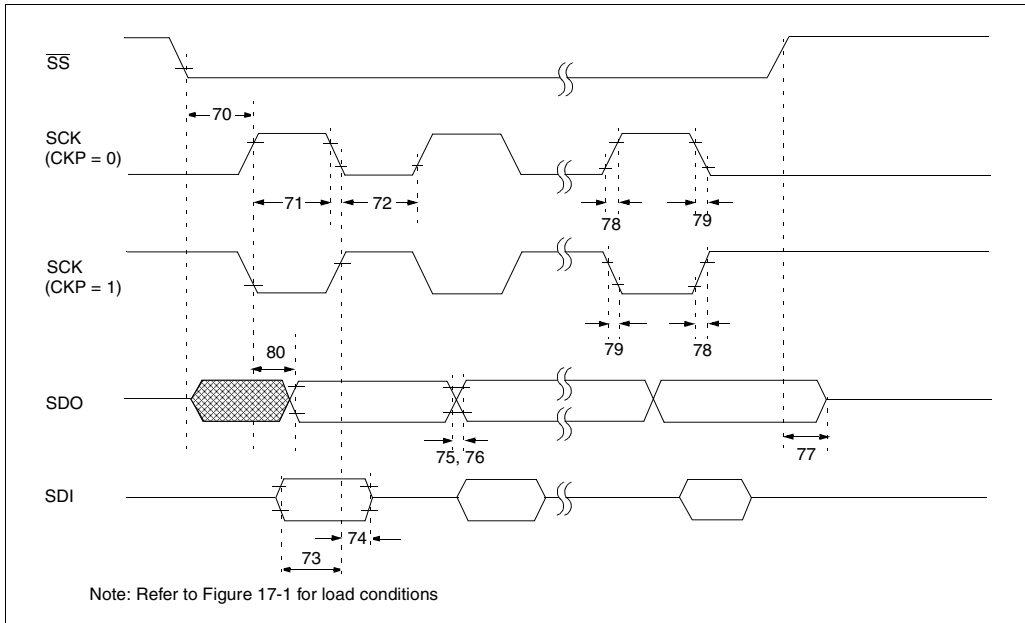 SS
70
SCK
(CKP = 0)
71
72
78
79
SCK
(CKP = 1)
79
78
80
SDO
75, 76
77
SDI
74
73
Note: Refer to Figure 17-1 for load conditions